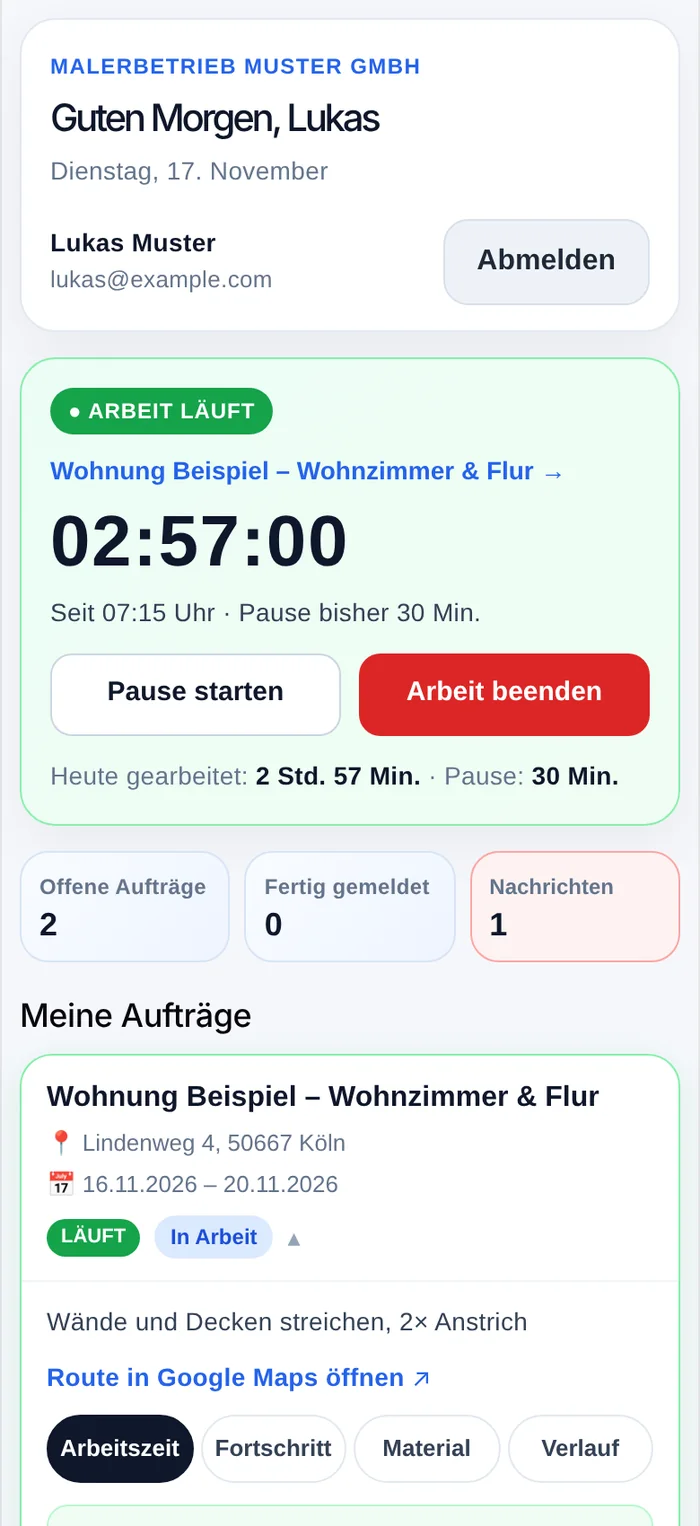 MALERBETRIEB MUSTER GMBH
Guten Morgen, Lukas
Dienstag, 17. November
Lukas Muster
lukas@example.com
Abmelden
● ARBEIT LÄUFT
Wohnung Beispiel – Wohnzimmer & Flur →
02:57:00
Seit 07:15 Uhr · Pause bisher 30 Min.
Pause starten
Arbeit beenden
Heute gearbeitet: 2 Std. 57 Min. · Pause: 30 Min.
Offene Aufträge
2
Fertig gemeldet
0
Nachrichten
1
Meine Aufträge
Wohnung Beispiel – Wohnzimmer & Flur
📍 Lindenweg 4, 50667 Köln
📅 16.11.2026 – 20.11.2026
LÄUFT In Arbeit ▲
Wände und Decken streichen, 2× Anstrich
Route in Google Maps öffnen ↗
Arbeitszeit Fortschritt Material Verlauf